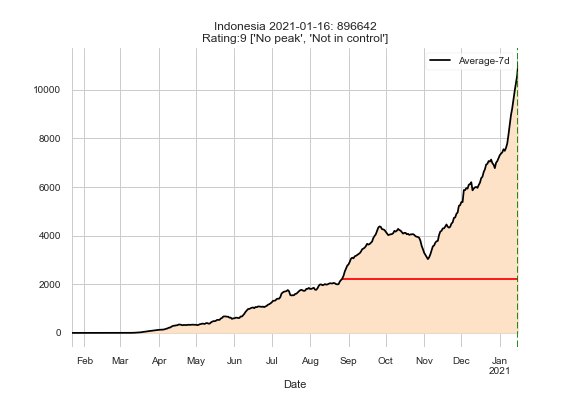 Indonesia 2021-01-16: 896642
Rating:9 ['No peak', 'Not in control']
Average-7d
10000
8000
6000
4000
2000
0
Feb Mar Apr May Jun Jul Aug Sep Oct Nov Dec Jan
2021
Date